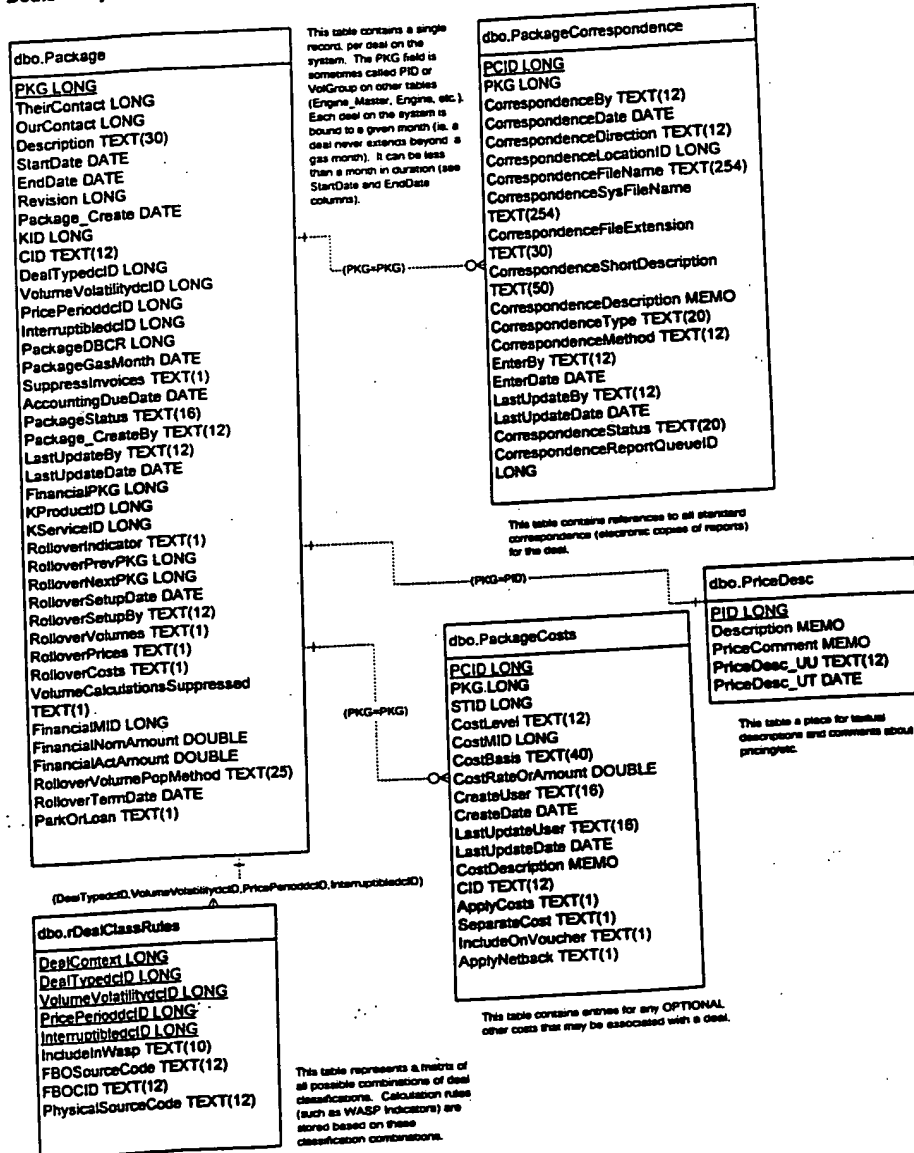 dbo.Package
PKG LONG
TheirContact LONG
OurContact LONG
Description TEXT(30)
StartDate DATE
EndDate DATE
Revision LONG
Package_Create DATE
KID LONG
CID TEXT(12)
DealTypedcID LONG
VolumeVolatilitydcID LONG
PricePerioddcID LONG
InterruptibledcID LONG
PackageDBCR LONG
PackageGasMonth DATE
SuppressInvoices TEXT(1)
AccountingDueDate DATE
PackageStatus TEXT(16)
Package_CreateBy TEXT(12)
LastUpdateBy TEXT(12)
LastUpdateDate DATE
FinancialPKG LONG
KProductID LONG
KServiceID LONG
RolloverIndicator TEXT(1)
RolloverPrevPKG LONG
RolloverNextPKG LONG
RolloverSetupDate DATE
RolloverSetupBy TEXT(12)
RolloverVolumes TEXT(1)
RolloverPrices TEXT(1)
RolloverCosts TEXT(1)
VolumeCalculationsSuppressed
TEXT(1)
FinancialMID LONG
FinancialNomAmount DOUBLE
FinancialActAmount DOUBLE
RolloverVolumePopMethod TEXT(25)
RolloverTermDate DATE
ParkOrLoan TEXT(1)
This table contains a single
record, per deal on the
system. The PKG field is
sometimes called PID or
VolGroup on other tables
(Engine_Master, Engine, etc.)
Each deal on the system is
bound to a given month (ie. a
deal never extends beyond a
gas month). It can be less
than a month in duration (see
StartDate and EndDate
columns).
(PKG=PKG)
dbo.PackageCorrespondence
PCID LONG
PKG LONG
CorrespondenceBy TEXT(12)
CorrespondenceDate DATE
CorrespondenceDirection TEXT(12)
CorrespondenceLocationID LONG
CorrespondenceFileName TEXT(254)
CorrespondenceSysFileName
TEXT(254)
CorrespondenceFileExtension
TEXT(30)
CorrespondenceShortDescription
TEXT(50)
CorrespondenceDescription MEMO
CorrespondenceType TEXT(20)
CorrespondenceMethod TEXT(12)
EnterBy TEXT(12)
EnterDate DATE
LastUpdateBy TEXT(12)
LastUpdateDate DATE
CorrespondenceStatus TEXT(20)
CorrespondenceReportQueueID
LONG
This table contains references to all standard
correspondence (electronic copies of reports)
for the deal.
(PKG=PID)
dbo.PriceDesc
PID LONG
Description MEMO
PriceComment MEMO
PriceDesc_UU TEXT(12)
PriceDesc_UT DATE
This table a place for textual
descriptions and comments about
pricing/etc.
(PKG=PKG)
dbo.PackageCosts
PCID LONG
PKG.LONG
STID LONG
CostLevel TEXT(12)
CostMID LONG
CostBasis TEXT(40)
CostRateOrAmount DOUBLE
CreateUser TEXT(16)
CreateDate DATE
LastUpdateUser TEXT(16)
LastUpdateDate DATE
CostDescription MEMO
CID TEXT(12)
ApplyCosts TEXT(1)
SeparateCost TEXT(1)
IncludeOnVoucher TEXT(1)
ApplyNetback TEXT(1)
This table contains entries for any OPTIONAL
other costs that may be associated with a deal.
(DealTypedcID,VolumeVolatilitydcID,PricePerioddcID,InterruptibledcID)
dbo.rDealClassRules
DealContext LONG
DealTypedcID LONG
VolumeVolatilitydcID LONG
PricePerioddcID LONG
InterruptibledcID LONG
IncludeInWasp TEXT(10)
FBOSourceCode TEXT(12)
FBOCID TEXT(12)
PhysicalSourceCode TEXT(12)
This table represents a matrix of
all possible combinations of deal
classifications. Calculation rules
(such as WASP Indicators) are
stored based on these
classification combinations.